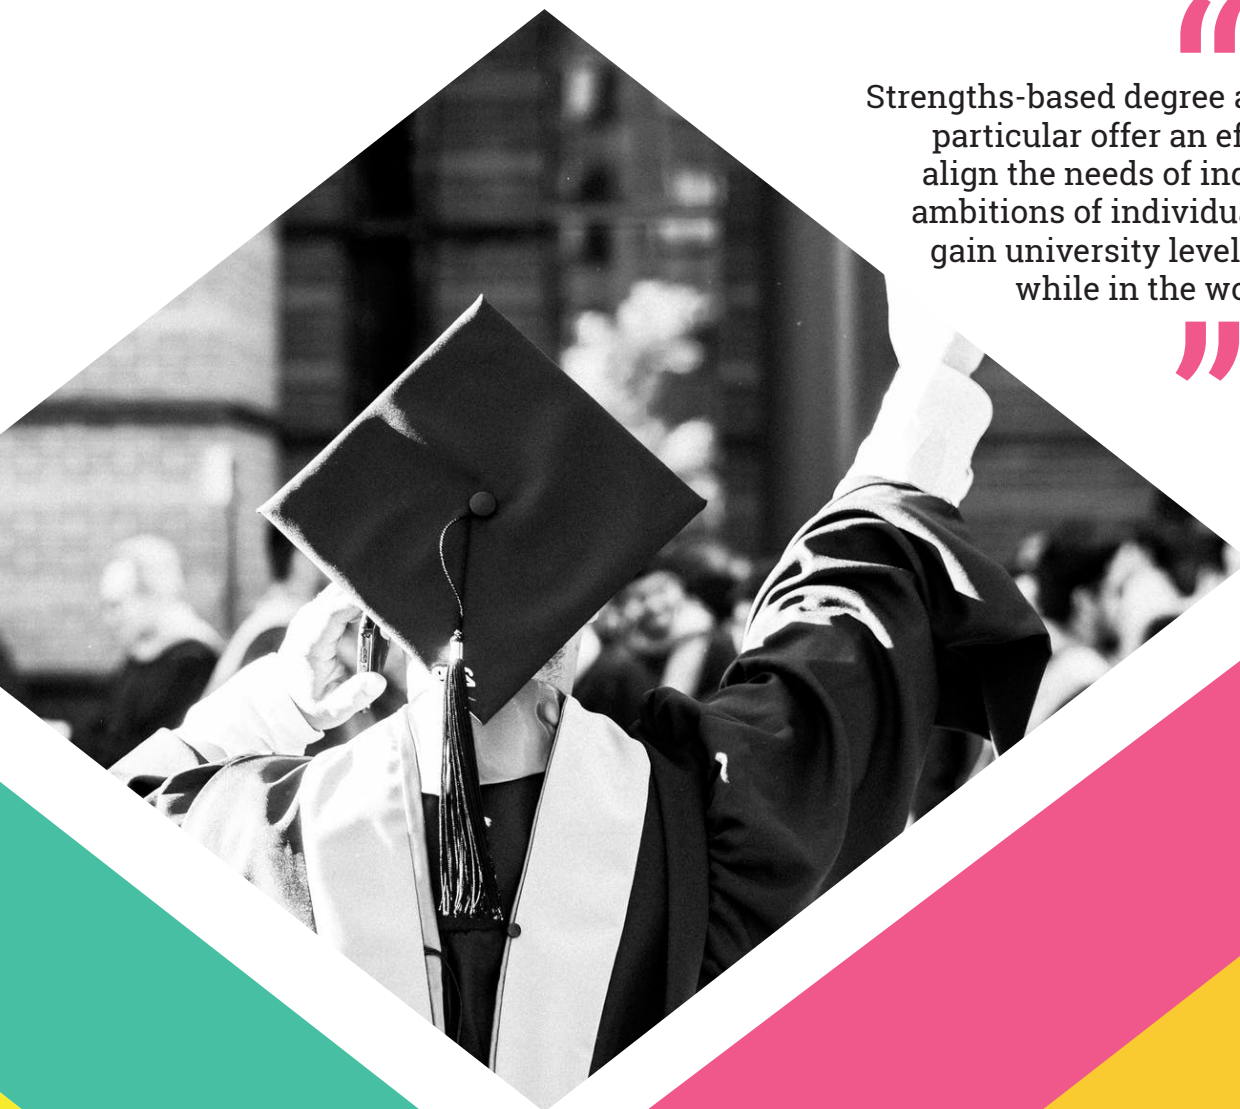 “
Strengths-based degree
particular offer an
align the needs of
ambitions of
gain university level
while in the
”